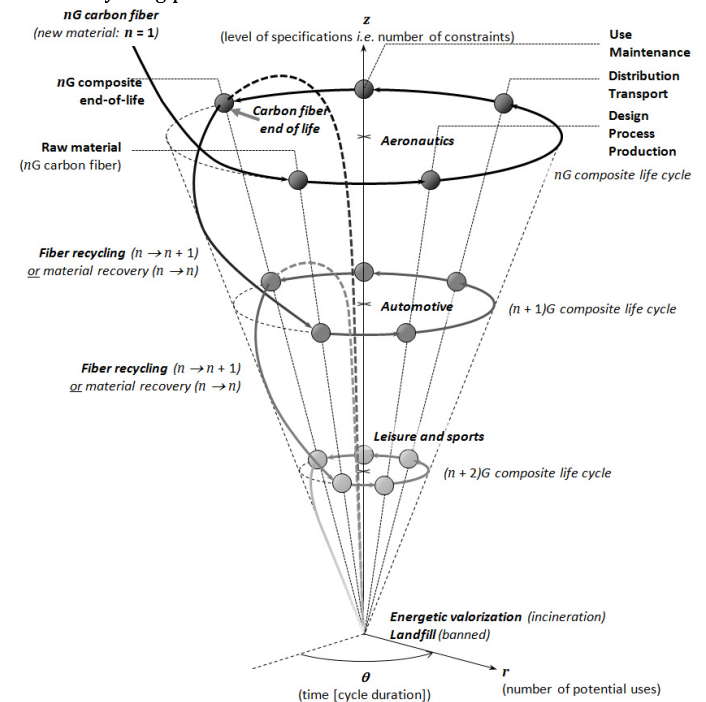 nG carbon fiber
(new material: n = 1)
z
(level of specifications i.e. number of constraints)
Use
Maintenance
nG composite
end-of-life
Distribution
Transport
Carbon fiber
end of life
Design
Process
Production
Aeronautics
Raw material
(nG carbon fiber)
nG composite life cycle
Fiber recycling (n → n + 1)
or material recovery (n → n)
Automotive
(n + 1)G composite life cycle
Fiber recycling (n → n + 1)
or material recovery (n → n)
Leisure and sports
(n + 2)G composite life cycle
Energetic valorization (incineration)
Landfill (banned)
θ
(time [cycle duration])
r
(number of potential uses)